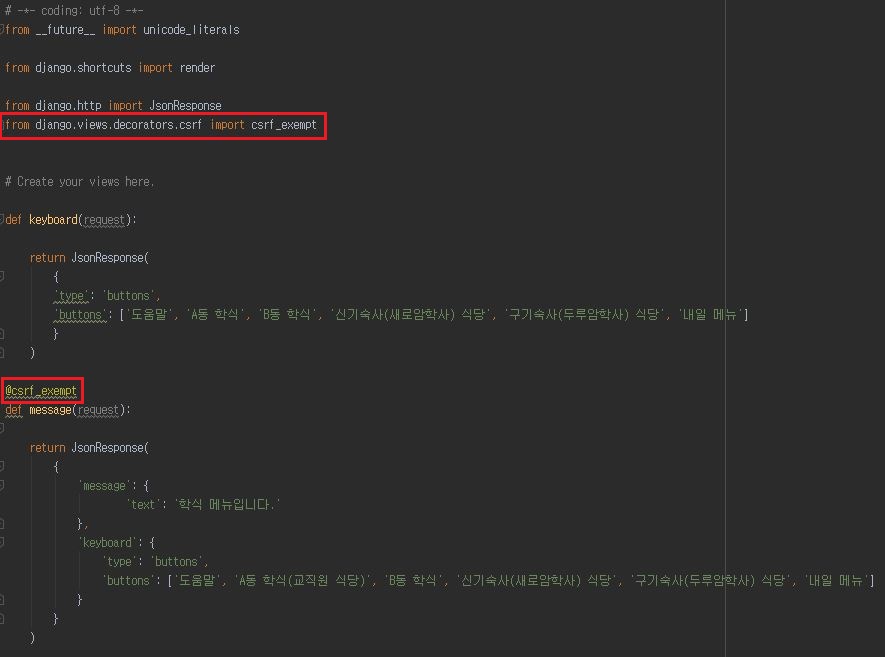 # -*- coding: utf-8 -*-
from __future__ import unicode_literals
from django.shortcuts import render
from django.http import JsonResponse
from django.views.decorators.csrf import csrf_exempt
# Create your views here.
def keyboard(request):
return JsonResponse(
{
'type': 'buttons',
'buttons': ['도움말', 'A동 학식', 'B동 학식', '신기숙사(새로암학사) 식당', '구기숙사(두루암학사) 식당', '내일 메뉴']
}
)
@csrf_exempt
def message(request):
return JsonResponse(
{
'message': {
'text': '학식 메뉴입니다.'
},
'keyboard': {
'type': 'buttons',
'buttons': ['도움말', 'A동 학식(교직원 식당)', 'B동 학식', '신기숙사(새로암학사) 식당', '구기숙사(두루암학사) 식당', '내일 메뉴']
}
}
)